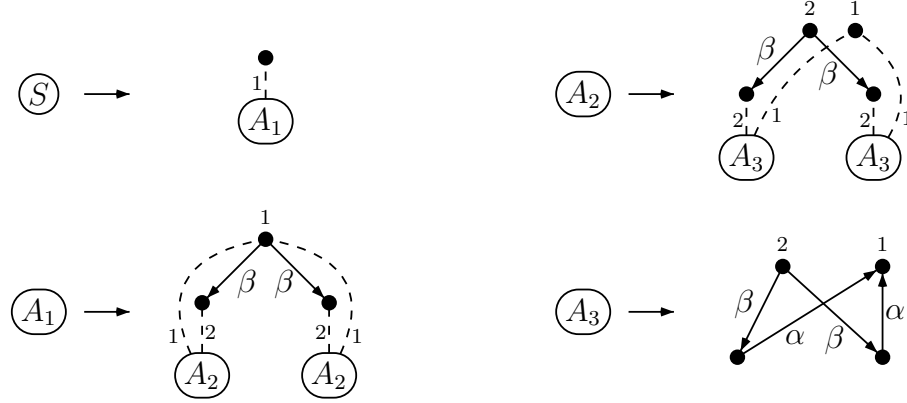 S
1
A₁
2 1
β β
2 1 2 1
A₂
A₃ A₃
1
β β
1 2 2 1
A₁
A₂ A₂
2 1
β α β α
A₃